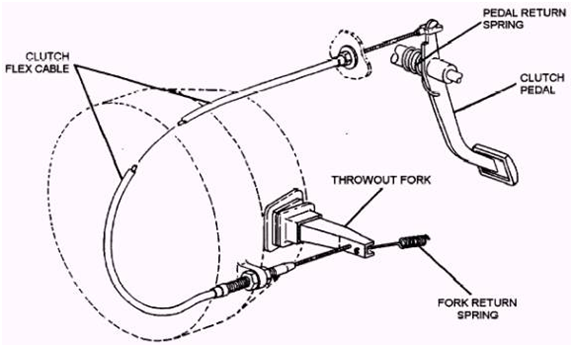 PEDAL RETURN
SPRING
CLUTCH
FLEX CABLE
CLUTCH
PEDAL
THROWOUT FORK
FORK RETURN
SPRING